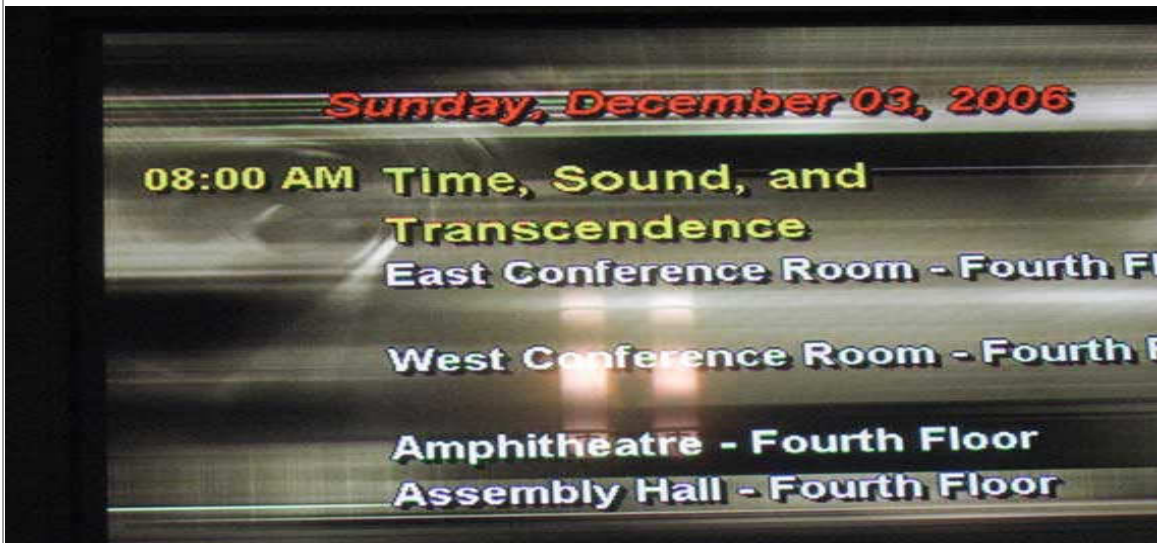 Sunday, December 03, 2006
08:00 AM Time, Sound, and
Transcendence
East Conference Room - Fourth Fl
West Conference Room - Fourth
Amphitheatre - Fourth Floor
Assembly Hall - Fourth Floor